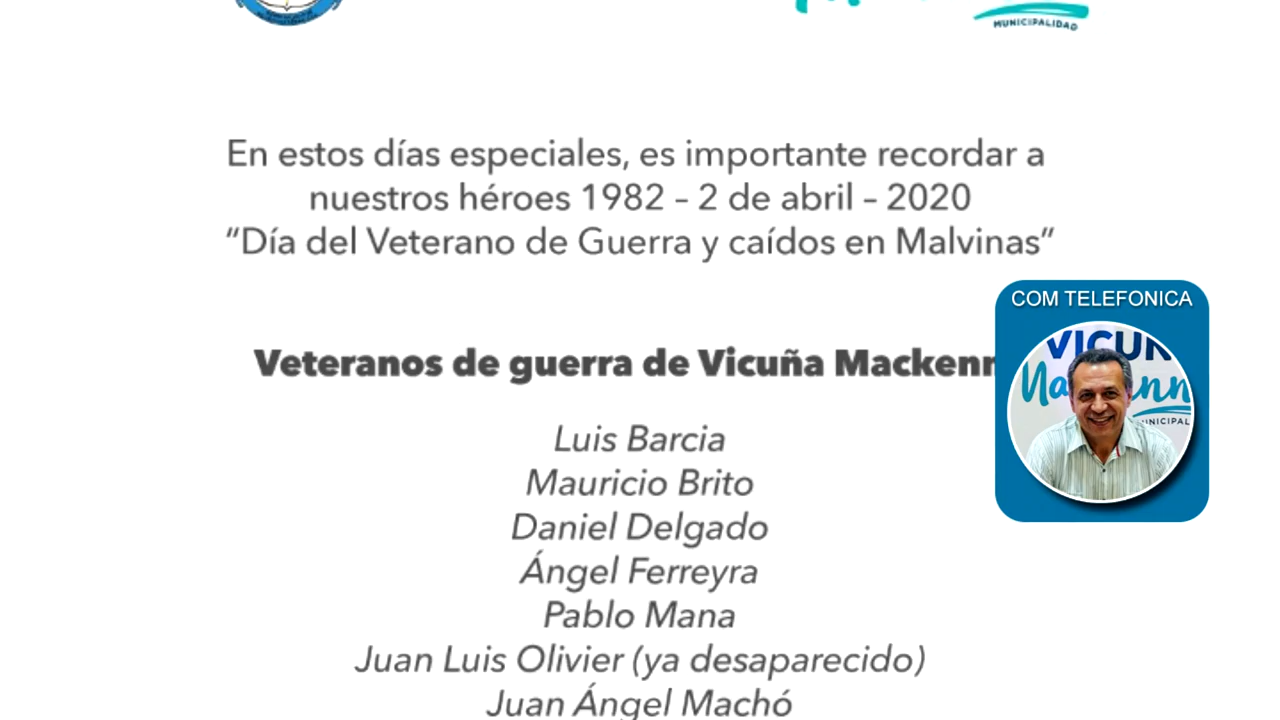 MUNICIPALIDAD
En estos días especiales, es importante recordar a
nuestros héroes 1982 – 2 de abril – 2020
“Día del Veterano de Guerra y caídos en Malvinas”
COM TELEFONICA
Veteranos de guerra de Vicuña Mackenn
VICUÑ
MUNICIPAL
Luis Barcia
Mauricio Brito
Daniel Delgado
Ángel Ferreyra
Pablo Mana
Juan Luis Olivier (ya desaparecido)
Juan Ángel Machó